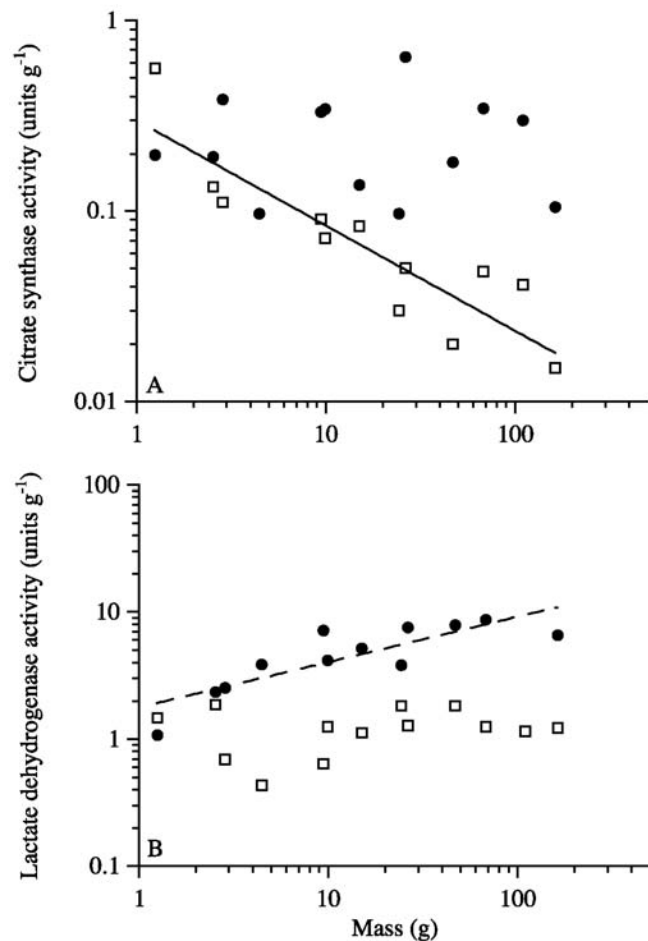 Citrate synthase activity (units g⁻¹)
1
0.1
0.01
A
1
10
100
Lactate dehydrogenase activity (units g⁻¹)
100
10
1
0.1
B
1
10
100
Mass (g)